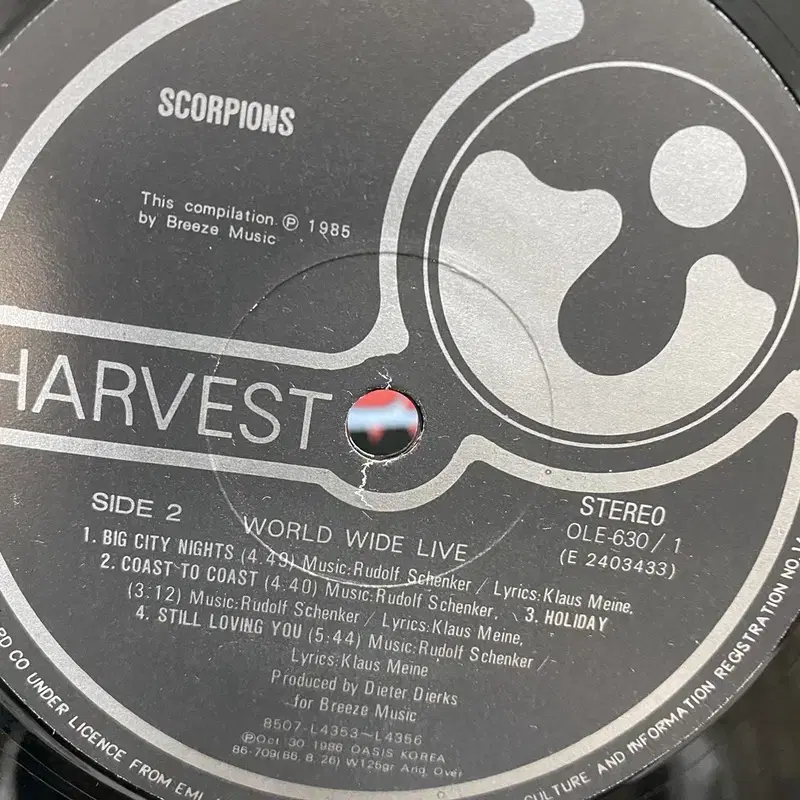 SCORPIONS
This compilation. Ⓟ 1985
by Breeze Music
HARVEST
SIDE 2
STEREO
OLE-630/1
(E 2403433)
WORLD WIDE LIVE
1. BIG CITY NIGHTS (4.49) Music:Rudolf Schenker / Lyrics:Klaus Meine.
2. COAST TO COAST (4.40) Music:Rudolf Schenker. 3. HOLIDAY
(3:12) Music:Rudolf Schenker / Lyrics:Klaus Meine,
4. STILL LOVING YOU (5:44) Music:Rudolf Schenker /
Lyrics:Klaus Meine
Produced by Dieter Dierks
for Breeze Music
8507-L4353~L4356
ⓅOct 30 1986 OASIS KOREA
86-709(86. 8. 26) W125gr
CO UNDER LICENCE FROM EMI
CULTURE AND INFORMATION REGISTRATION NO.